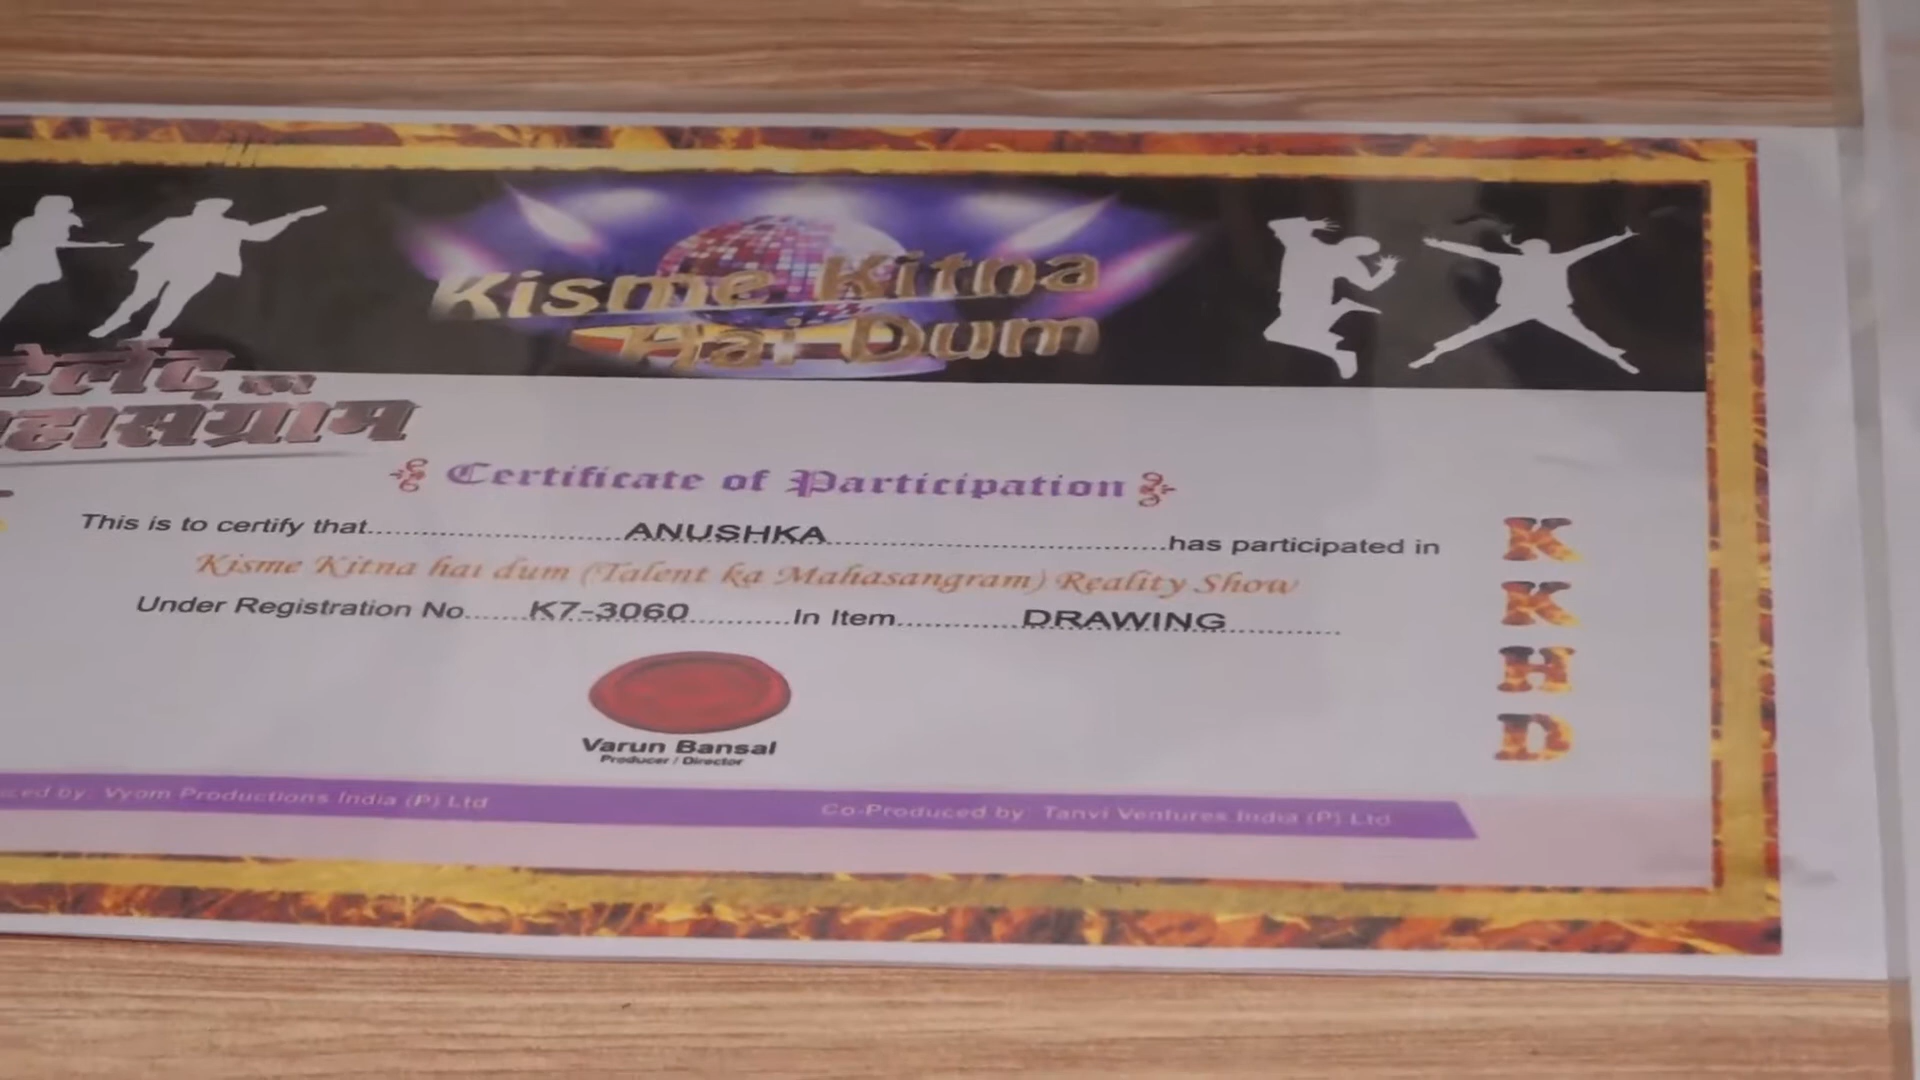 Kisme Kitna
Hai Dum
का
Certificate of Participation
This is to certify that......................ANUSHKA......................has participated in
Kisme Kitna hai dum (Talent ka Mahasangram) Reality Show
Under Registration No......K7-3060..........In Item............DRAWING............
K
K
H
D
Varun Bansal
Producer / Director
by: Vyom Productions India (P) Ltd
Co-Produced by: Tanvi Ventures India (P) Ltd